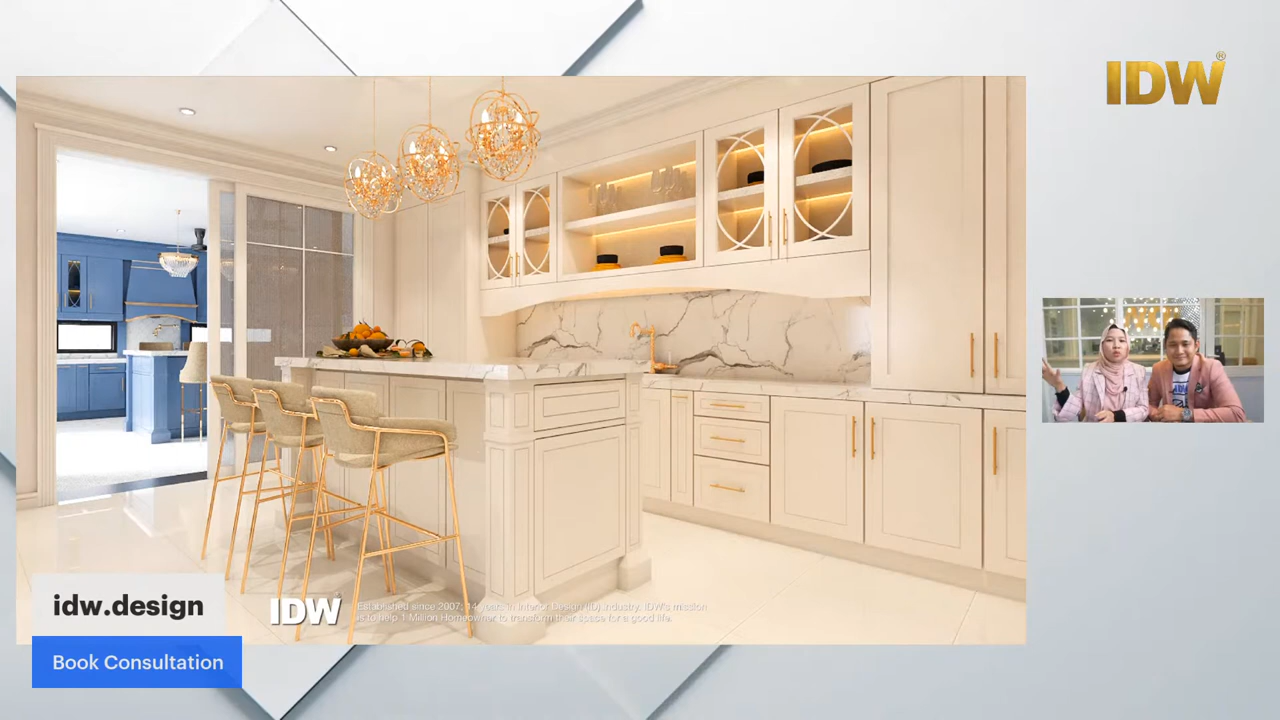 IDW®
idw.design
IDW
Established since 2007; 14 years in Interior Design (ID) industry. IDW's mission
is to help 1 Million Homeowner to transform their space for a good life.
Book Consultation